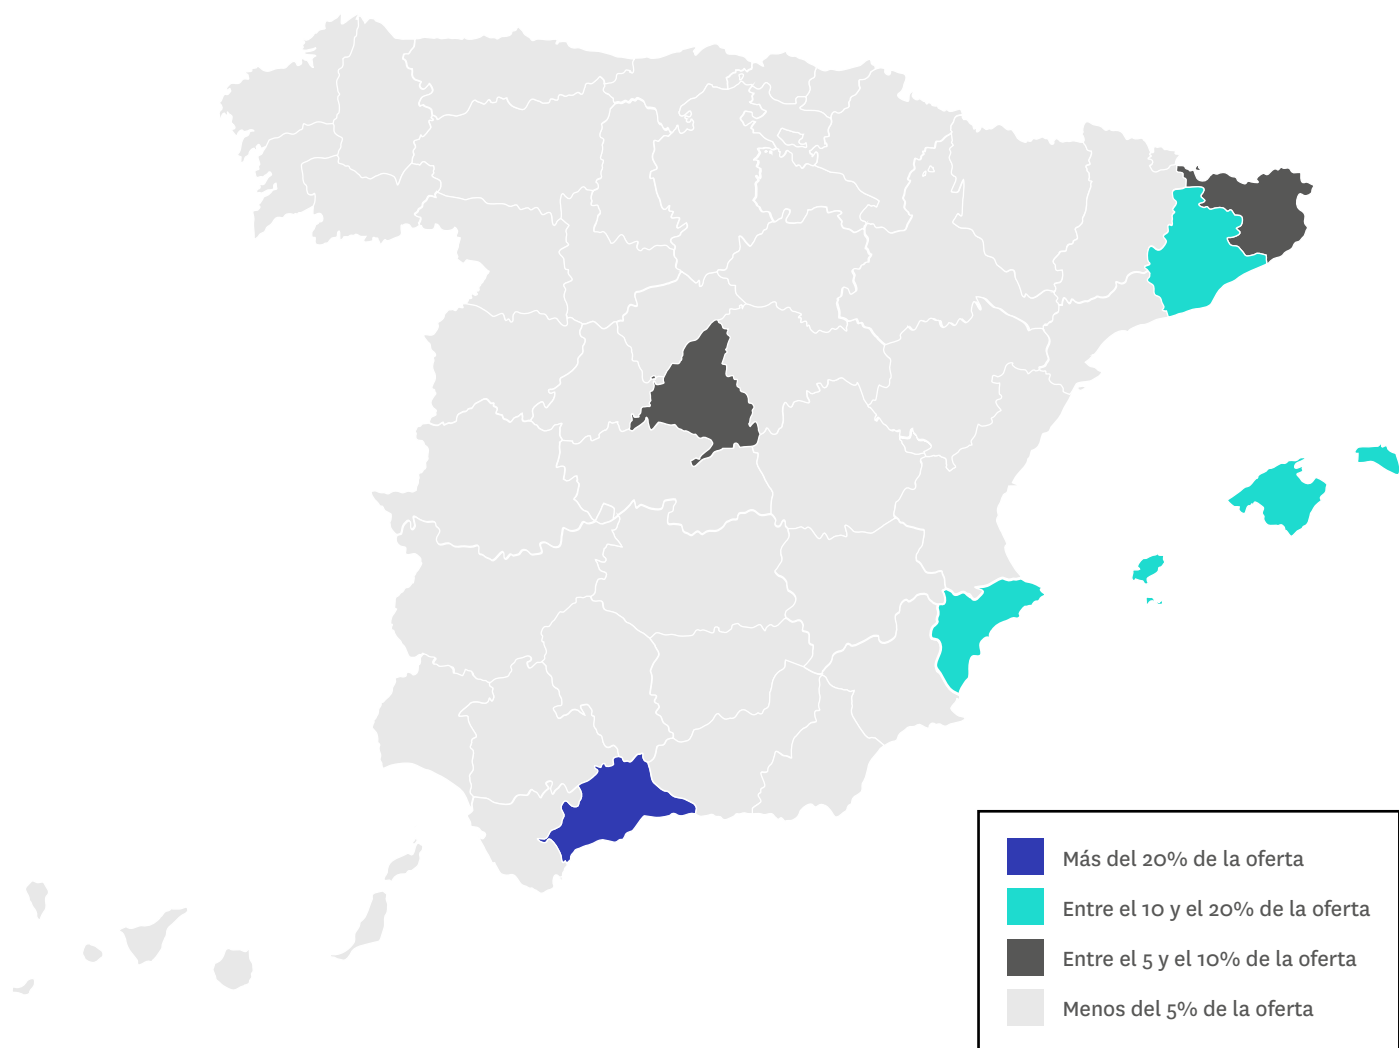 Más del 20% de la oferta
Entre el 10 y el 20% de la oferta
Entre el 5 y el 10% de la oferta
Menos del 5% de la oferta